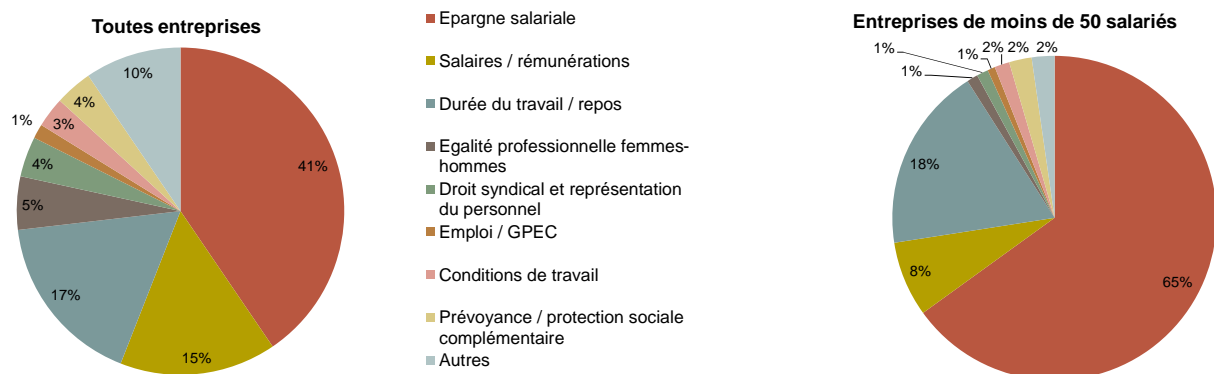 Toutes entreprises
41%
15%
17%
5%
4%
1%
3%
4%
10%
Epargne salariale
Salaires / rémunérations
Durée du travail / repos
Egalité professionnelle femmes-
hommes
Droit syndical et représentation
du personnel
Emploi / GPEC
Conditions de travail
Prévoyance / protection sociale
complémentaire
Autres
Entreprises de moins de 50 salariés
65%
8%
18%
1%
1%
1%
2%
2%
2%